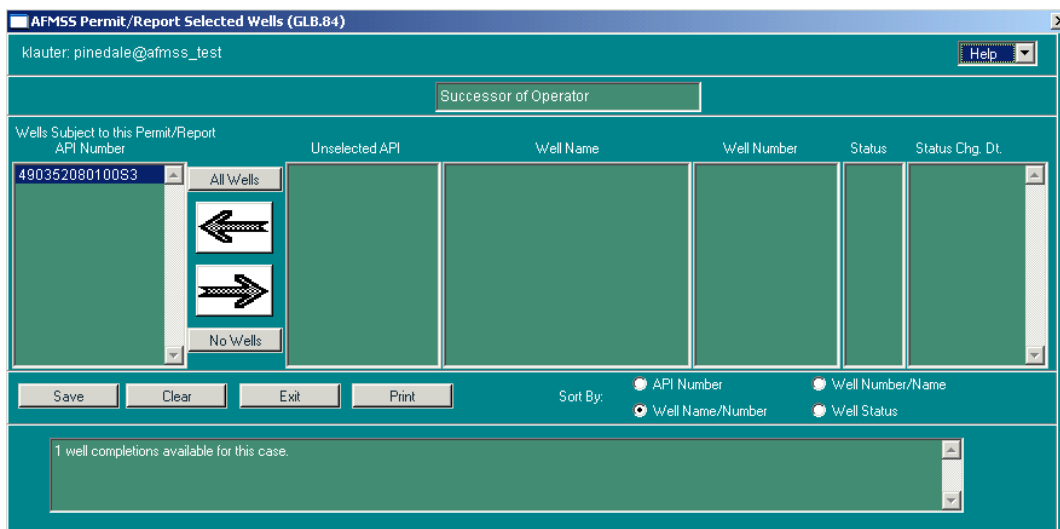 AFMSS Permit/Report Selected Wells (GLB.84)
klauter: pinedale@afmss_test
Help
Successor of Operator
Wells Subject to this Permit/Report
API Number
Unselected API
Well Name
Well Number
Status
Status Chg. Dt.
490352080100S3
All Wells
No Wells
Save
Clear
Exit
Print
Sort By:
API Number
Well Number/Name
Well Name/Number
Well Status
1 well completions available for this case.